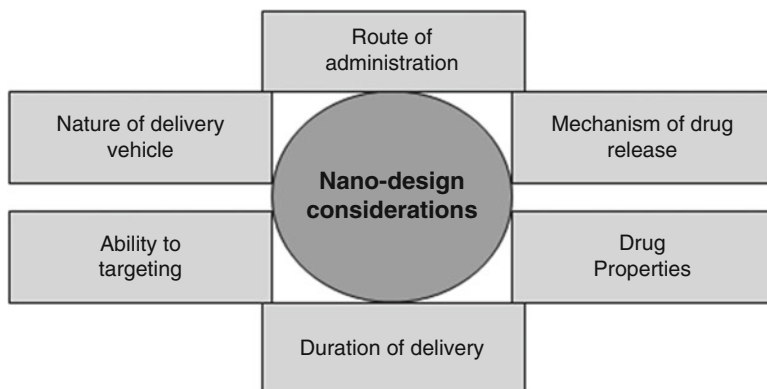 Route of
administration
Nature of delivery
vehicle
Mechanism of drug
release
Nano-design
considerations
Ability to
targeting
Drug
Properties
Duration of delivery